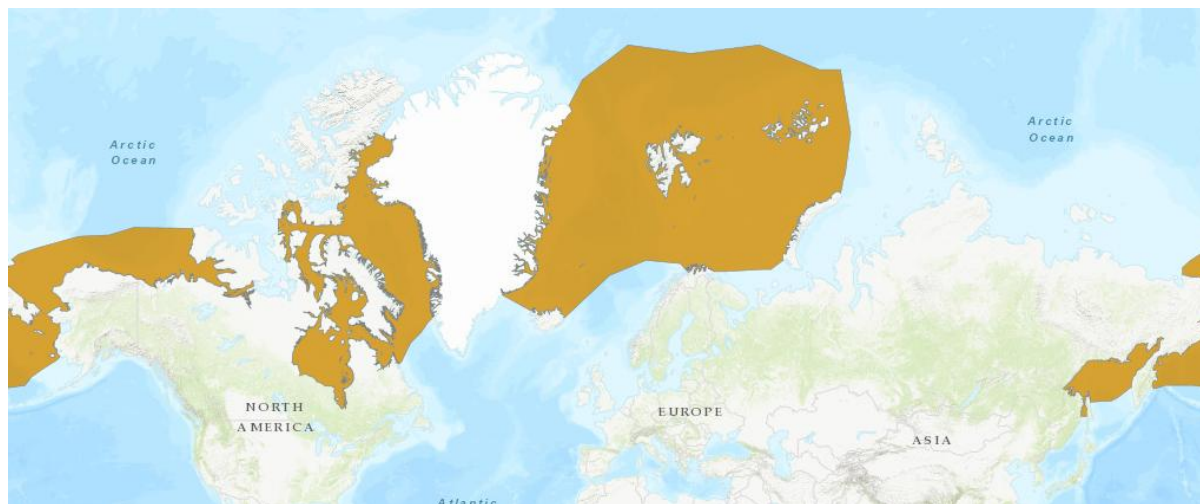 Arctic
Ocean
Arctic
Ocean
NORTH
AMERICA
EUROPE
ASIA
Atlantic